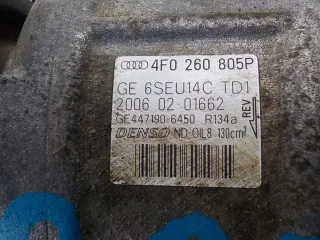 4F0 260 805P
GE 6SEU14C TD1
2006 02 01662
GE447190-6450 R134a
DENSO ND-OIL8 130cm³
REV